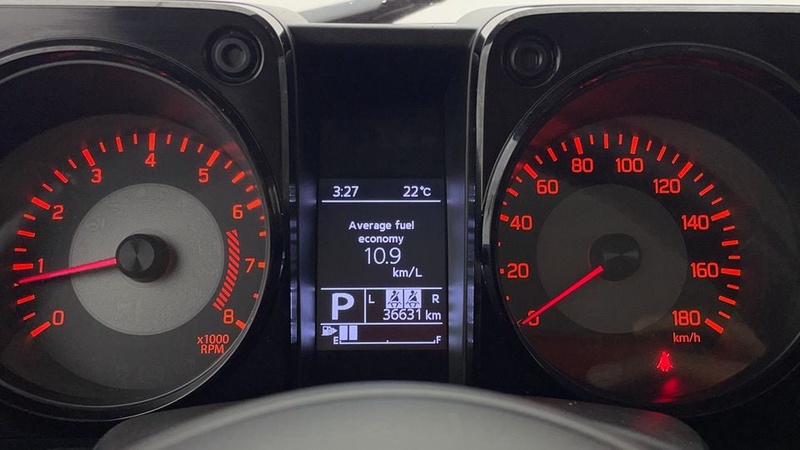 0
1
2
3
4
5
6
7
8
x1000
RPM
3:27 22°C
Average fuel
economy
10.9
km/L
P L R
36631 km
E F
0
20
40
60
80
100
120
140
160
180
km/h